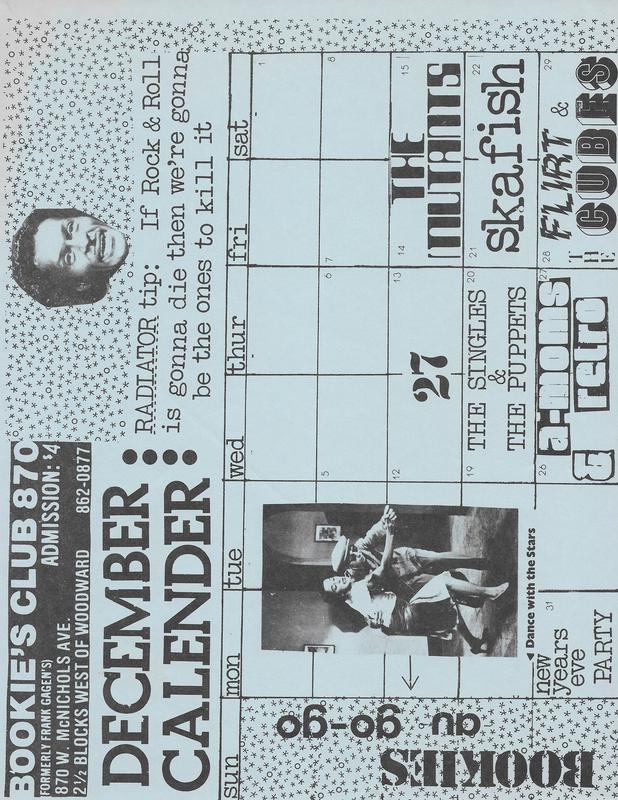 BOOKIE'S CLUB 870
(FORMERLY FRANK GAGEN'S)
ADMISSION: $4
870 W. McNICHOLS AVE.
2½ BLOCKS WEST OF WOODWARD 862-0877
DECEMBER :
CALENDER :
RADIATOR tip: If Rock & Roll
is gonna die then we're gonna
be the ones to kill it
sun mon tue wed thur fri sat
1
5 6 7 8
12 13 14 15
27
THE MUTANTS
19 20 21 22
THE SINGLES
&
THE PUPPETS
skafish
26 27 28 29
a-moms
& retro
FLIRT &
THE CUBES
Dance with the Stars
31
new
years
eve
PARTY
BOOKIES
au go-go